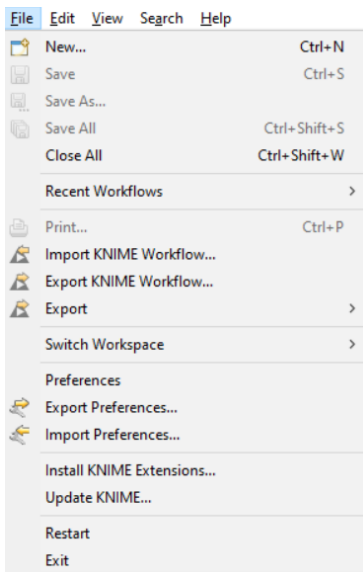 File Edit View Search Help
New... Ctrl+N
Save Ctrl+S
Save As...
Save All Ctrl+Shift+S
Close All Ctrl+Shift+W
Recent Workflows >
Print... Ctrl+P
Import KNIME Workflow...
Export KNIME Workflow...
Export >
Switch Workspace >
Preferences
Export Preferences...
Import Preferences...
Install KNIME Extensions...
Update KNIME...
Restart
Exit